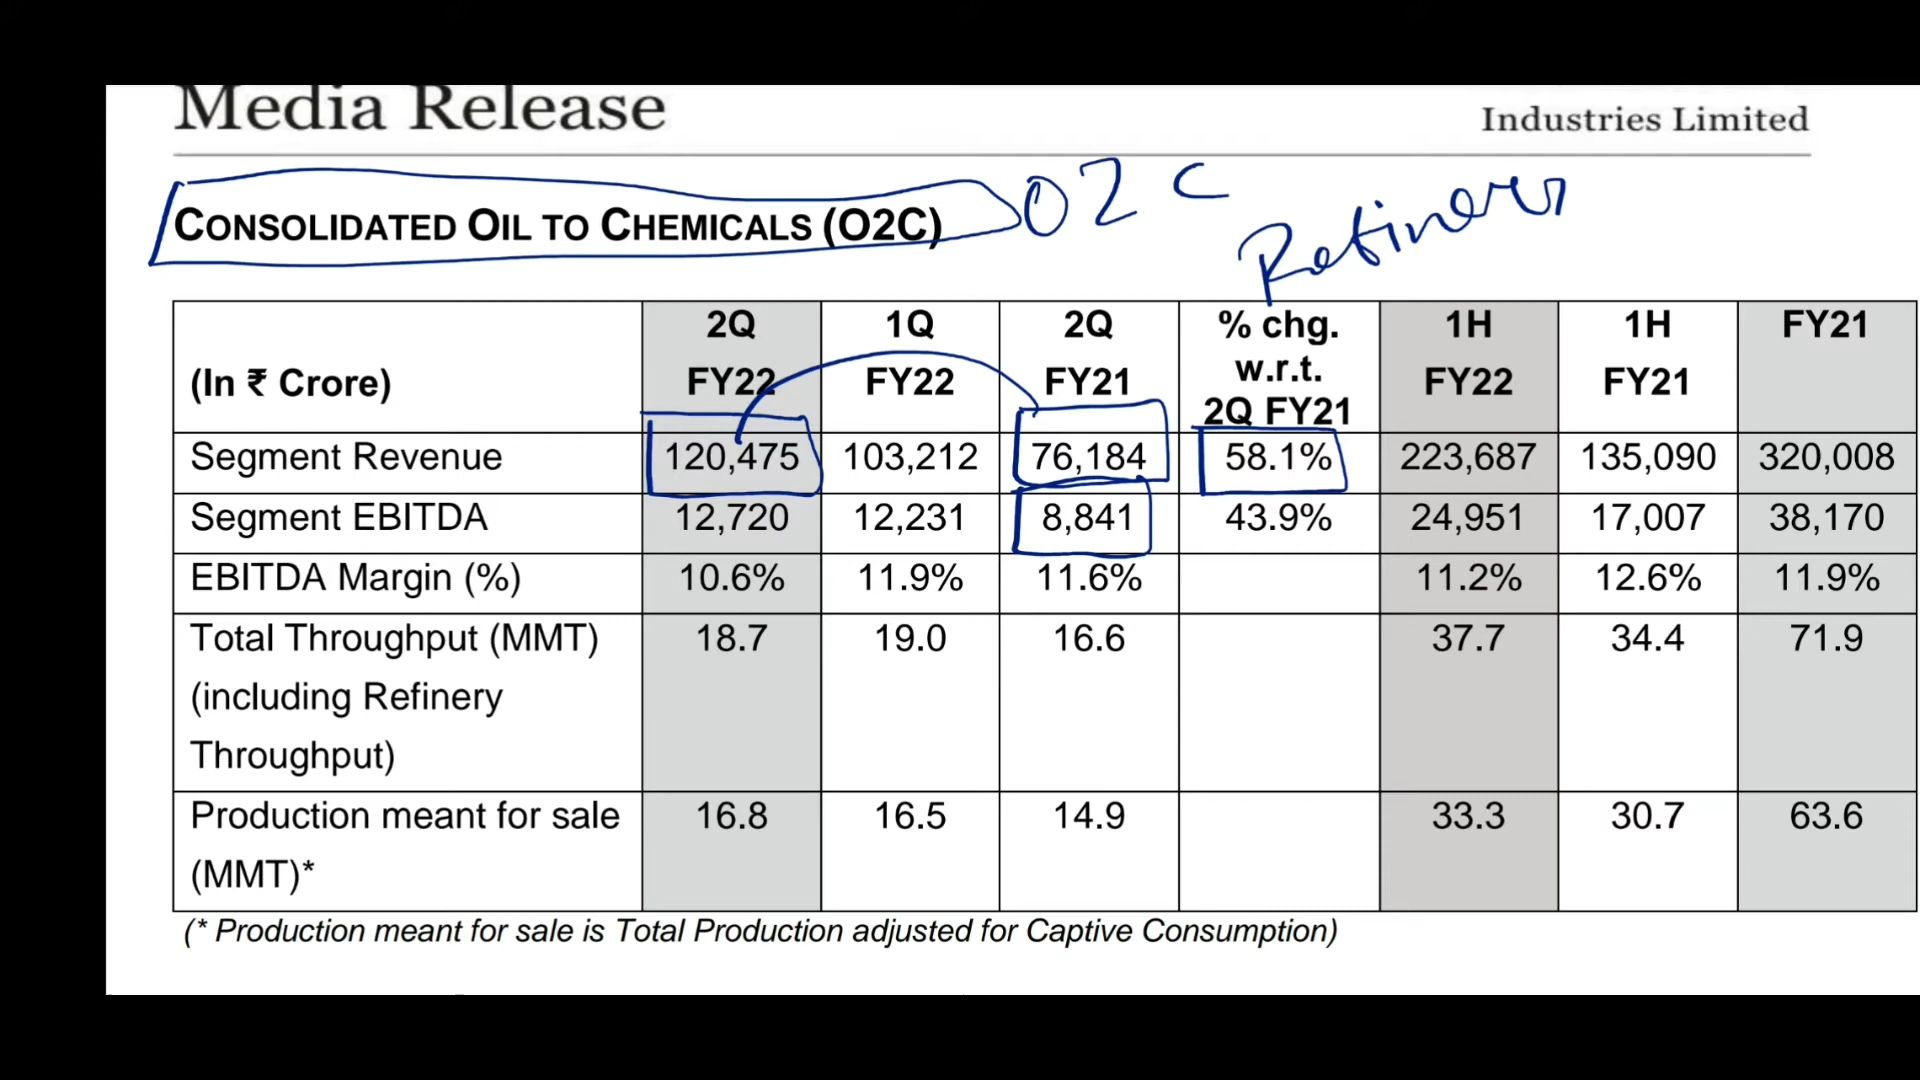 Media Release
Industries Limited
CONSOLIDATED OIL TO CHEMICALS (O2C)
O2C
Refinery
(In ₹ Crore) 2Q FY22 1Q FY22 2Q FY21 % chg. w.r.t. 2Q FY21 1H FY22 1H FY21 FY21
Segment Revenue 120,475 103,212 76,184 58.1% 223,687 135,090 320,008
Segment EBITDA 12,720 12,231 8,841 43.9% 24,951 17,007 38,170
EBITDA Margin (%) 10.6% 11.9% 11.6% 11.2% 12.6% 11.9%
Total Throughput (MMT) 18.7 19.0 16.6 37.7 34.4 71.9
(including Refinery
Throughput)
Production meant for sale 16.8 16.5 14.9 33.3 30.7 63.6
(MMT)*
(* Production meant for sale is Total Production adjusted for Captive Consumption)